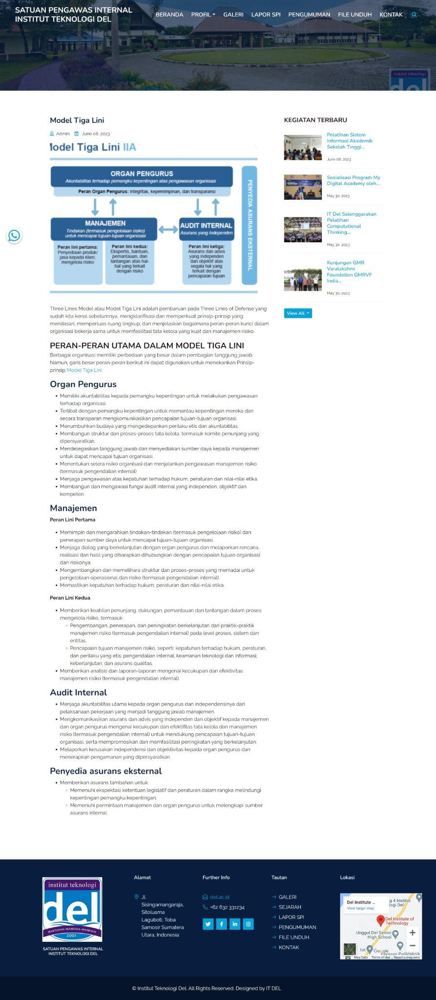 SATUAN PENGAWAS INTERNAL
INSTITUT TEKNOLOGI DEL
BERANDA PROFIL GALERI LAPOR SPI PENGUMUMAN FILE UNDUH KONTAK
institut teknologi
del
Model Tiga Lini
Admin June 08, 2023
Model Tiga Lini IIA
ORGAN PENGURUS
Akuntabilitas terhadap pemangku kepentingan atas pengawasan organisasi
Peran Organ Pengurus: integritas, kepemimpinan, dan transparansi
MANAJEMEN
Tindakan (termasuk pengelolaan risiko)
untuk mencapai tujuan-tujuan organisasi
AUDIT INTERNAL
Asurans yang Independen
Peran lini pertama:
Penyediaan produk/
jasa kepada klien;
mengelola risiko
Peran lini kedua:
Ekspertis, bantuan,
pemantauan, dan
tantangan atas hal-
hal yang terkait
dengan risiko
Peran lini ketiga:
Asurans dan advis
yang independen
dan objektif atas
segala hal yang
terkait dengan
pencapaian tujuan
PENYEDIA ASURANS EKSTERNAL
Three Lines Model atau Model Tiga Lini adalah pembaruan pada Three Lines of Defense yang
sudah kita kenal sebelumnya, mengklarifikasi dan memperkuat prinsip-prinsip yang
mendasari, memperluas ruang lingkup, dan menjelaskan bagaimana peran-peran kunci dalam
organisasi bekerja sama untuk memfasilitasi tata kelola yang kuat dan manajemen risiko.
PERAN-PERAN UTAMA DALAM MODEL TIGA LINI
Berbagai organisasi memiliki perbedaan yang besar dalam pembagian tanggung jawab.
Namun, garis besar peran-peran berikut ini dapat digunakan untuk menekankan Prinsip-
prinsip Model Tiga Lini
Organ Pengurus
Memiliki akuntabilitas kepada pemangku kepentingan untuk melakukan pengawasan
terhadap organisasi.
Terlibat dengan pemangku kepentingan untuk memantau kepentingan mereka dan
secara transparan mengkomunikasikan pencapaian tujuan-tujuan organisasi.
Menumbuhkan budaya yang mengedepankan perilaku etis dan akuntabilitas.
Membangun struktur dan proses-proses tata kelola, termasuk komite penunjang yang
dipersyaratkan.
Mendelegasikan tanggung jawab dan menyediakan sumber daya kepada manajemen
untuk dapat mencapai tujuan organisasi.
Menentukan selera risiko organisasi dan menjalankan pengawasan manajemen risiko
(termasuk pengendalian internal)
Menjaga pengawasan atas kepatuhan terhadap hukum, peraturan dan nilai-nilai etika.
Membangun dan mengawasi fungsi audit internal yang independen, objektif dan
kompeten.
Manajemen
Peran Lini Pertama
Memimpin dan mengarahkan tindakan-tindakan (termasuk pengelolaan risiko) dan
penerapan sumber daya untuk mencapai tujuan-tujuan organisasi.
Menjaga dialog yang berkelanjutan dengan organ pengurus dan melaporkan rencana,
realisasi dan hasil yang diharapkan dihubungkan dengan pencapaian tujuan organisasi
dan risikonya.
Mengembangkan dan memelihara struktur dan proses-proses yang memadai untuk
pengelolaan operasional dan risiko (termasuk pengendalian internal).
Memastikan kepatuhan terhadap hukum, peraturan dan nilai-nilai etika.
Peran Lini Kedua
Memberikan keahlian penunjang, dukungan, pemantauan dan tantangan dalam proses
mengelola risiko, termasuk:
Pengembangan, penerapan, dan peningkatan berkelanjutan dari praktik-praktik
manajemen risiko (termasuk pengendalian internal) pada level proses, sistem dan
entitas.
Pencapaian tujuan manajemen risiko, seperti: kepatuhan terhadap hukum, peraturan,
dan perilaku yang etis; pengendalian internal; keamanan teknologi dan informasi;
keberlanjutan; dan asurans qualitas.
Memberikan analisis dan laporan-laporan mengenai kecukupan dan efektivitas
manajemen risiko (termasuk pengendalian internal).
Audit Internal
Menjaga akuntabilitas utama kepada organ pengurus dan independensinya dari
pelaksanaan pekerjaan yang menjadi tanggung jawab manajemen.
Mengkomunikasikan asurans dan advis yang independen dan objektif kepada manajemen
dan organ pengurus mengenai kecukupan dan efektifitas tata kelola dan manajemen
risiko (termasuk pengendalian internal) untuk mendukung pencapaian tujuan-tujuan
organisasi, serta mempromosikan dan memfasilitasi peningkatan yang berkelanjutan.
Melaporkan kerusakan independensi dan objektivitas kepada organ pengurus dan
menerapkan pengamanan yang dipersyaratkan.
Penyedia asurans eksternal
Memberikan asurans tambahan untuk:
Memenuhi ekspektasi ketentuan legislatif dan peraturan dalam rangka melindungi
kepentingan pemangku kepentingan.
Memenuhi permintaan manajemen dan organ pengurus untuk melengkapi sumber
asurans internal.
KEGIATAN TERBARU
Pelatihan Sistem
Informasi Akademik
Sekolah Tinggi...
June 08, 2023
Sosialisasi Program My
Digital Academy oleh...
May 30, 2023
IT Del Selenggarakan
Pelatihan
Computational
Thinking...
May 30, 2023
Kunjungan GMR
Varalakshmi
Foundation GMRVF
India...
May 30, 2023
View All
institut teknologi
del
MARTUHAN-MARROHA-MARBISUK
2001
SATUAN PENGAWAS INTERNAL
INSTITUT TEKNOLOGI DEL
Alamat
Jl.
Sisingamangaraja,
Sitoluama
Laguboti, Toba
Samosir Sumatera
Utara, Indonesia
Further Info
del.ac.id
+62 632 331234
Tautan
GALERI
SEJARAH
LAPOR SPI
PENGUMUMAN
FILE UNDUH
KONTAK
Lokasi
Del Institute ...
View larger map
g 4 Institut
logi Del
Del Institute of
Technology
Unggul Del Senior
High School
NK
Google
Yayasan Polikteknik
Map Data Terms of Use Report a map error
© Institut Teknologi Del. All Rights Reserved. Designed by IT DEL